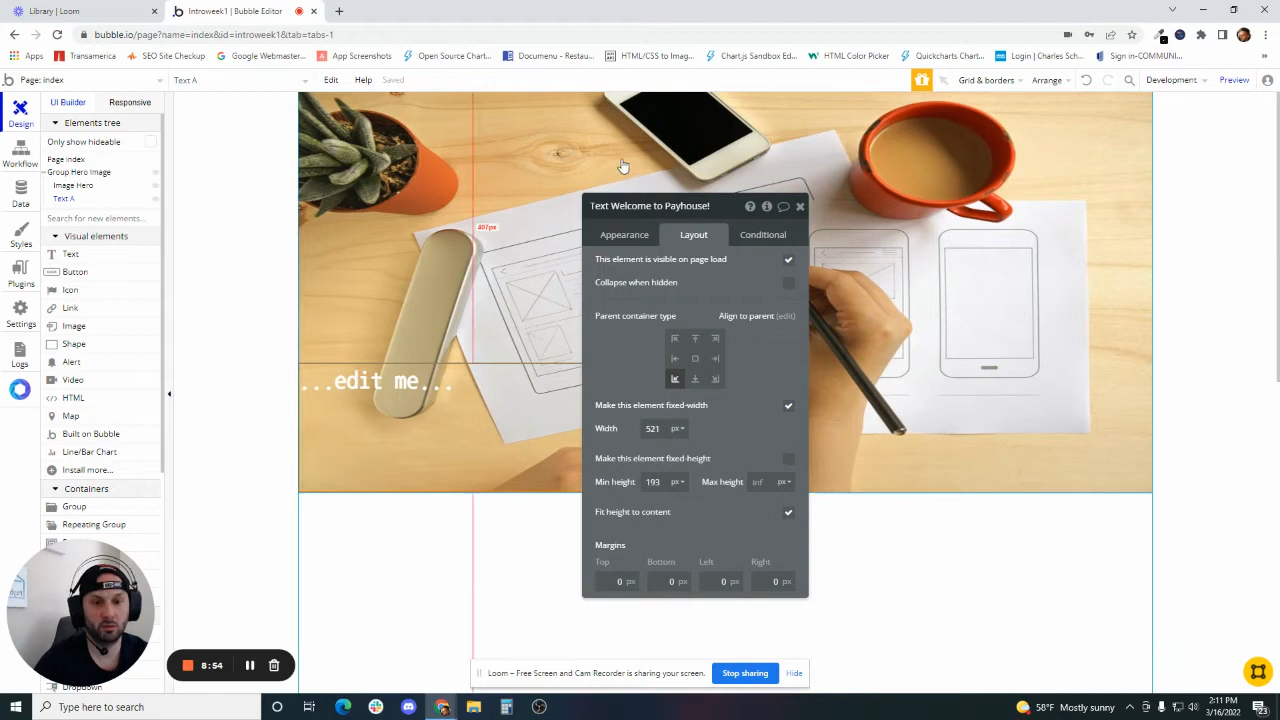 Library | Loom
Introweek1 | Bubble Editor
bubble.io/page?name=index&id=introweek1&tab=tabs-1
Apps
Transamerica
SEO Site Checkup
Google Webmaster...
App Screenshots
Open Source Chart...
Documenu - Restau...
HTML/CSS to Image...
Chart.js Sandbox Ed...
HTML Color Picker
Quickcharts Gallery...
Login | Charles Sch...
Sign in-COMMUNI...
»
Page: index
Text A
Edit
Help
Saved
Grid & borders
Arrange
Development
Preview
Design
Workflow
Data
Styles
Plugins
Settings
Logs
UI Builder
Responsive
Elements tree
Only show hideable
Page index
Group Hero Image
Image Hero
Text A
Search for new elements...
Visual elements
Text
Button
Icon
Link
Image
Shape
Alert
Video
HTML
Map
Built on Bubble
Line/Bar Chart
Install more...
Containers
Group
Repeating Group
Dropdown
407px
...edit me...
Text Welcome to Payhouse!
Appearance
Layout
Conditional
This element is visible on page load
Collapse when hidden
Parent container type
Align to parent (edit)
Make this element fixed-width
Width 521 px
Make this element fixed-height
Min height 193 px
Max height inf px
Fit height to content
Margins
Top Bottom Left Right
0 px 0 px 0 px 0 px
8:54
Loom – Free Screen and Cam Recorder is sharing your screen.
Stop sharing
Hide
Type here to search
58°F Mostly sunny
2:11 PM
3/16/2022
23